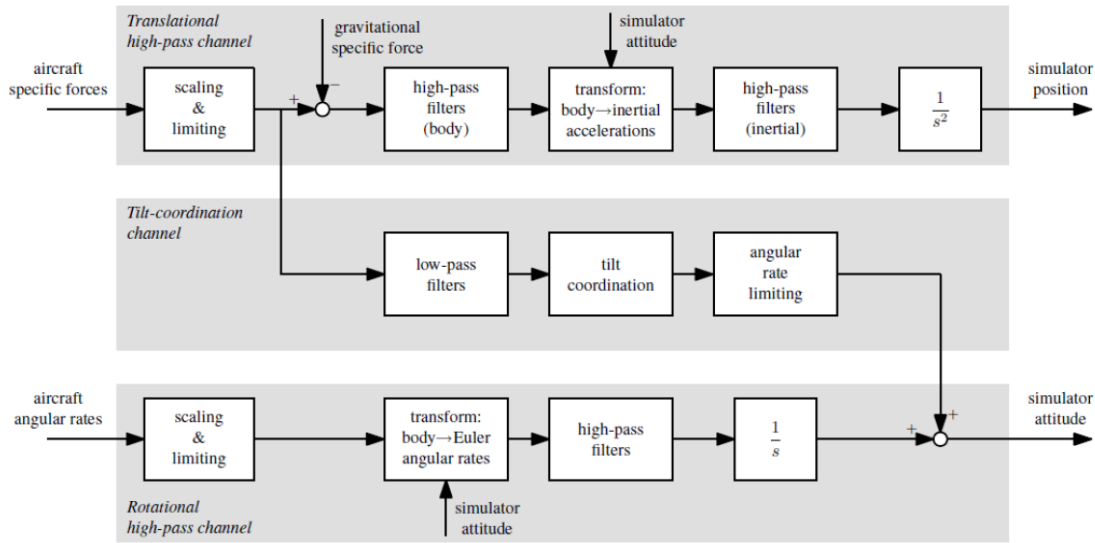 Translational
high-pass channel
aircraft
specific forces
scaling
&
limiting
+
−
gravitational
specific force
high-pass
filters
(body)
simulator
attitude
transform:
body→inertial
accelerations
high-pass
filters
(inertial)
1
s²
simulator
position
Tilt-coordination
channel
low-pass
filters
tilt
coordination
angular
rate
limiting
aircraft
angular rates
scaling
&
limiting
transform:
body→Euler
angular rates
simulator
attitude
high-pass
filters
1
s
+
+
simulator
attitude
Rotational
high-pass channel